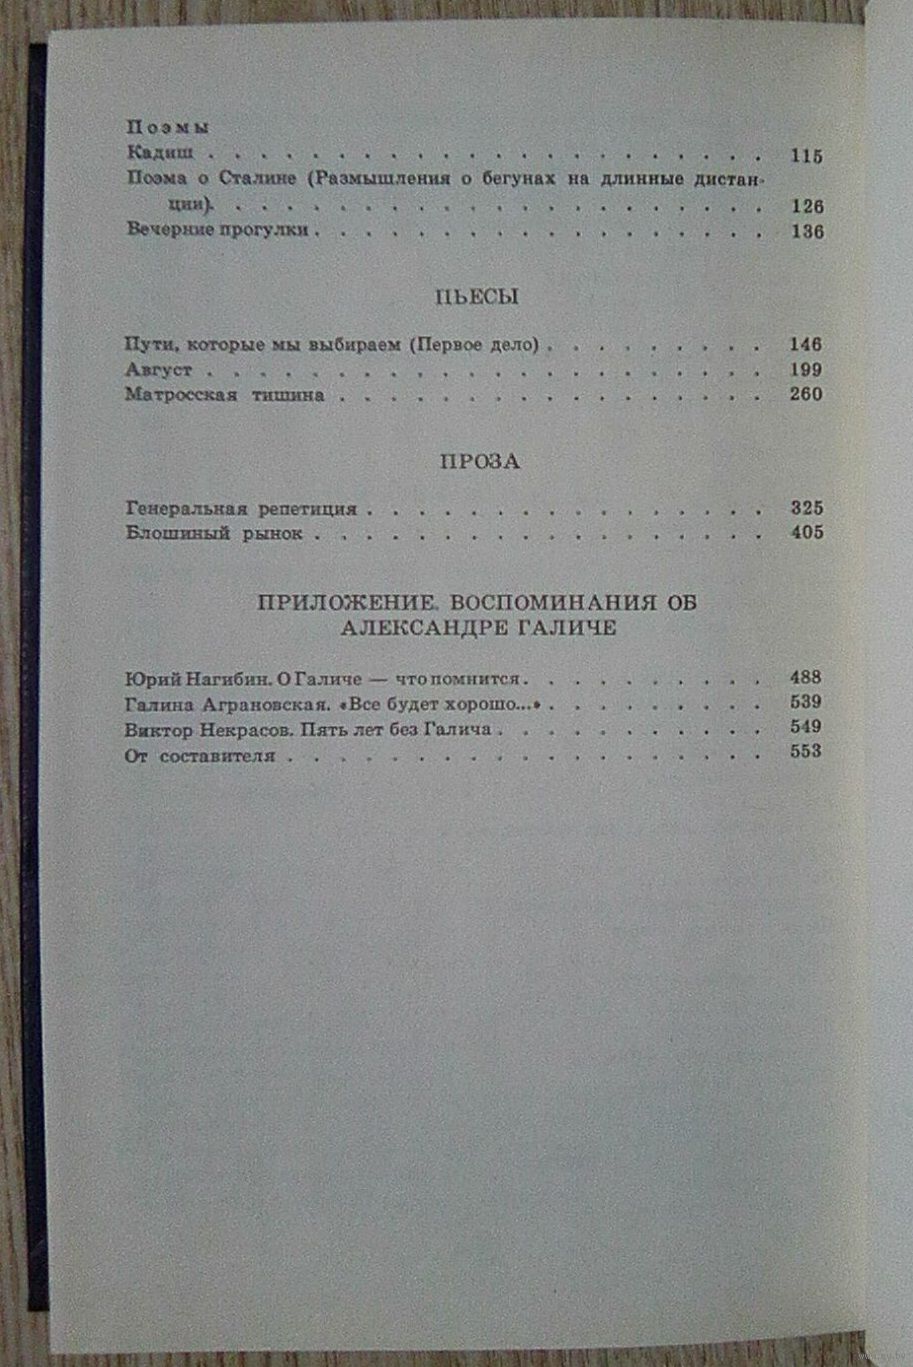 Поэмы
Кадиш . . . . . . . . . . . . . . . . . . . . . . 115
Поэма о Сталине (Размышления о бегунах на длинные дистан-
ции). . . . . . . . . . . . . . . . . . . . . . 126
Вечерние прогулки . . . . . . . . . . . . . . . . . . 136
ПЬЕСЫ
Пути, которые мы выбираем (Первое дело) . . . . . . . . . 146
Август . . . . . . . . . . . . . . . . . . . . . . 199
Матросская тишина . . . . . . . . . . . . . . . . . 260
ПРОЗА
Генеральная репетиция . . . . . . . . . . . . . . . . 325
Блошиный рынок . . . . . . . . . . . . . . . . . . 405
ПРИЛОЖЕНИЕ. ВОСПОМИНАНИЯ ОБ
АЛЕКСАНДРЕ ГАЛИЧЕ
Юрий Нагибин. О Галиче — что помнится . . . . . . . . . . 488
Галина Аграновская. «Все будет хорошо...» . . . . . . . . . 539
Виктор Некрасов. Пять лет без Галича . . . . . . . . . . . 549
От составителя . . . . . . . . . . . . . . . . . . . 553